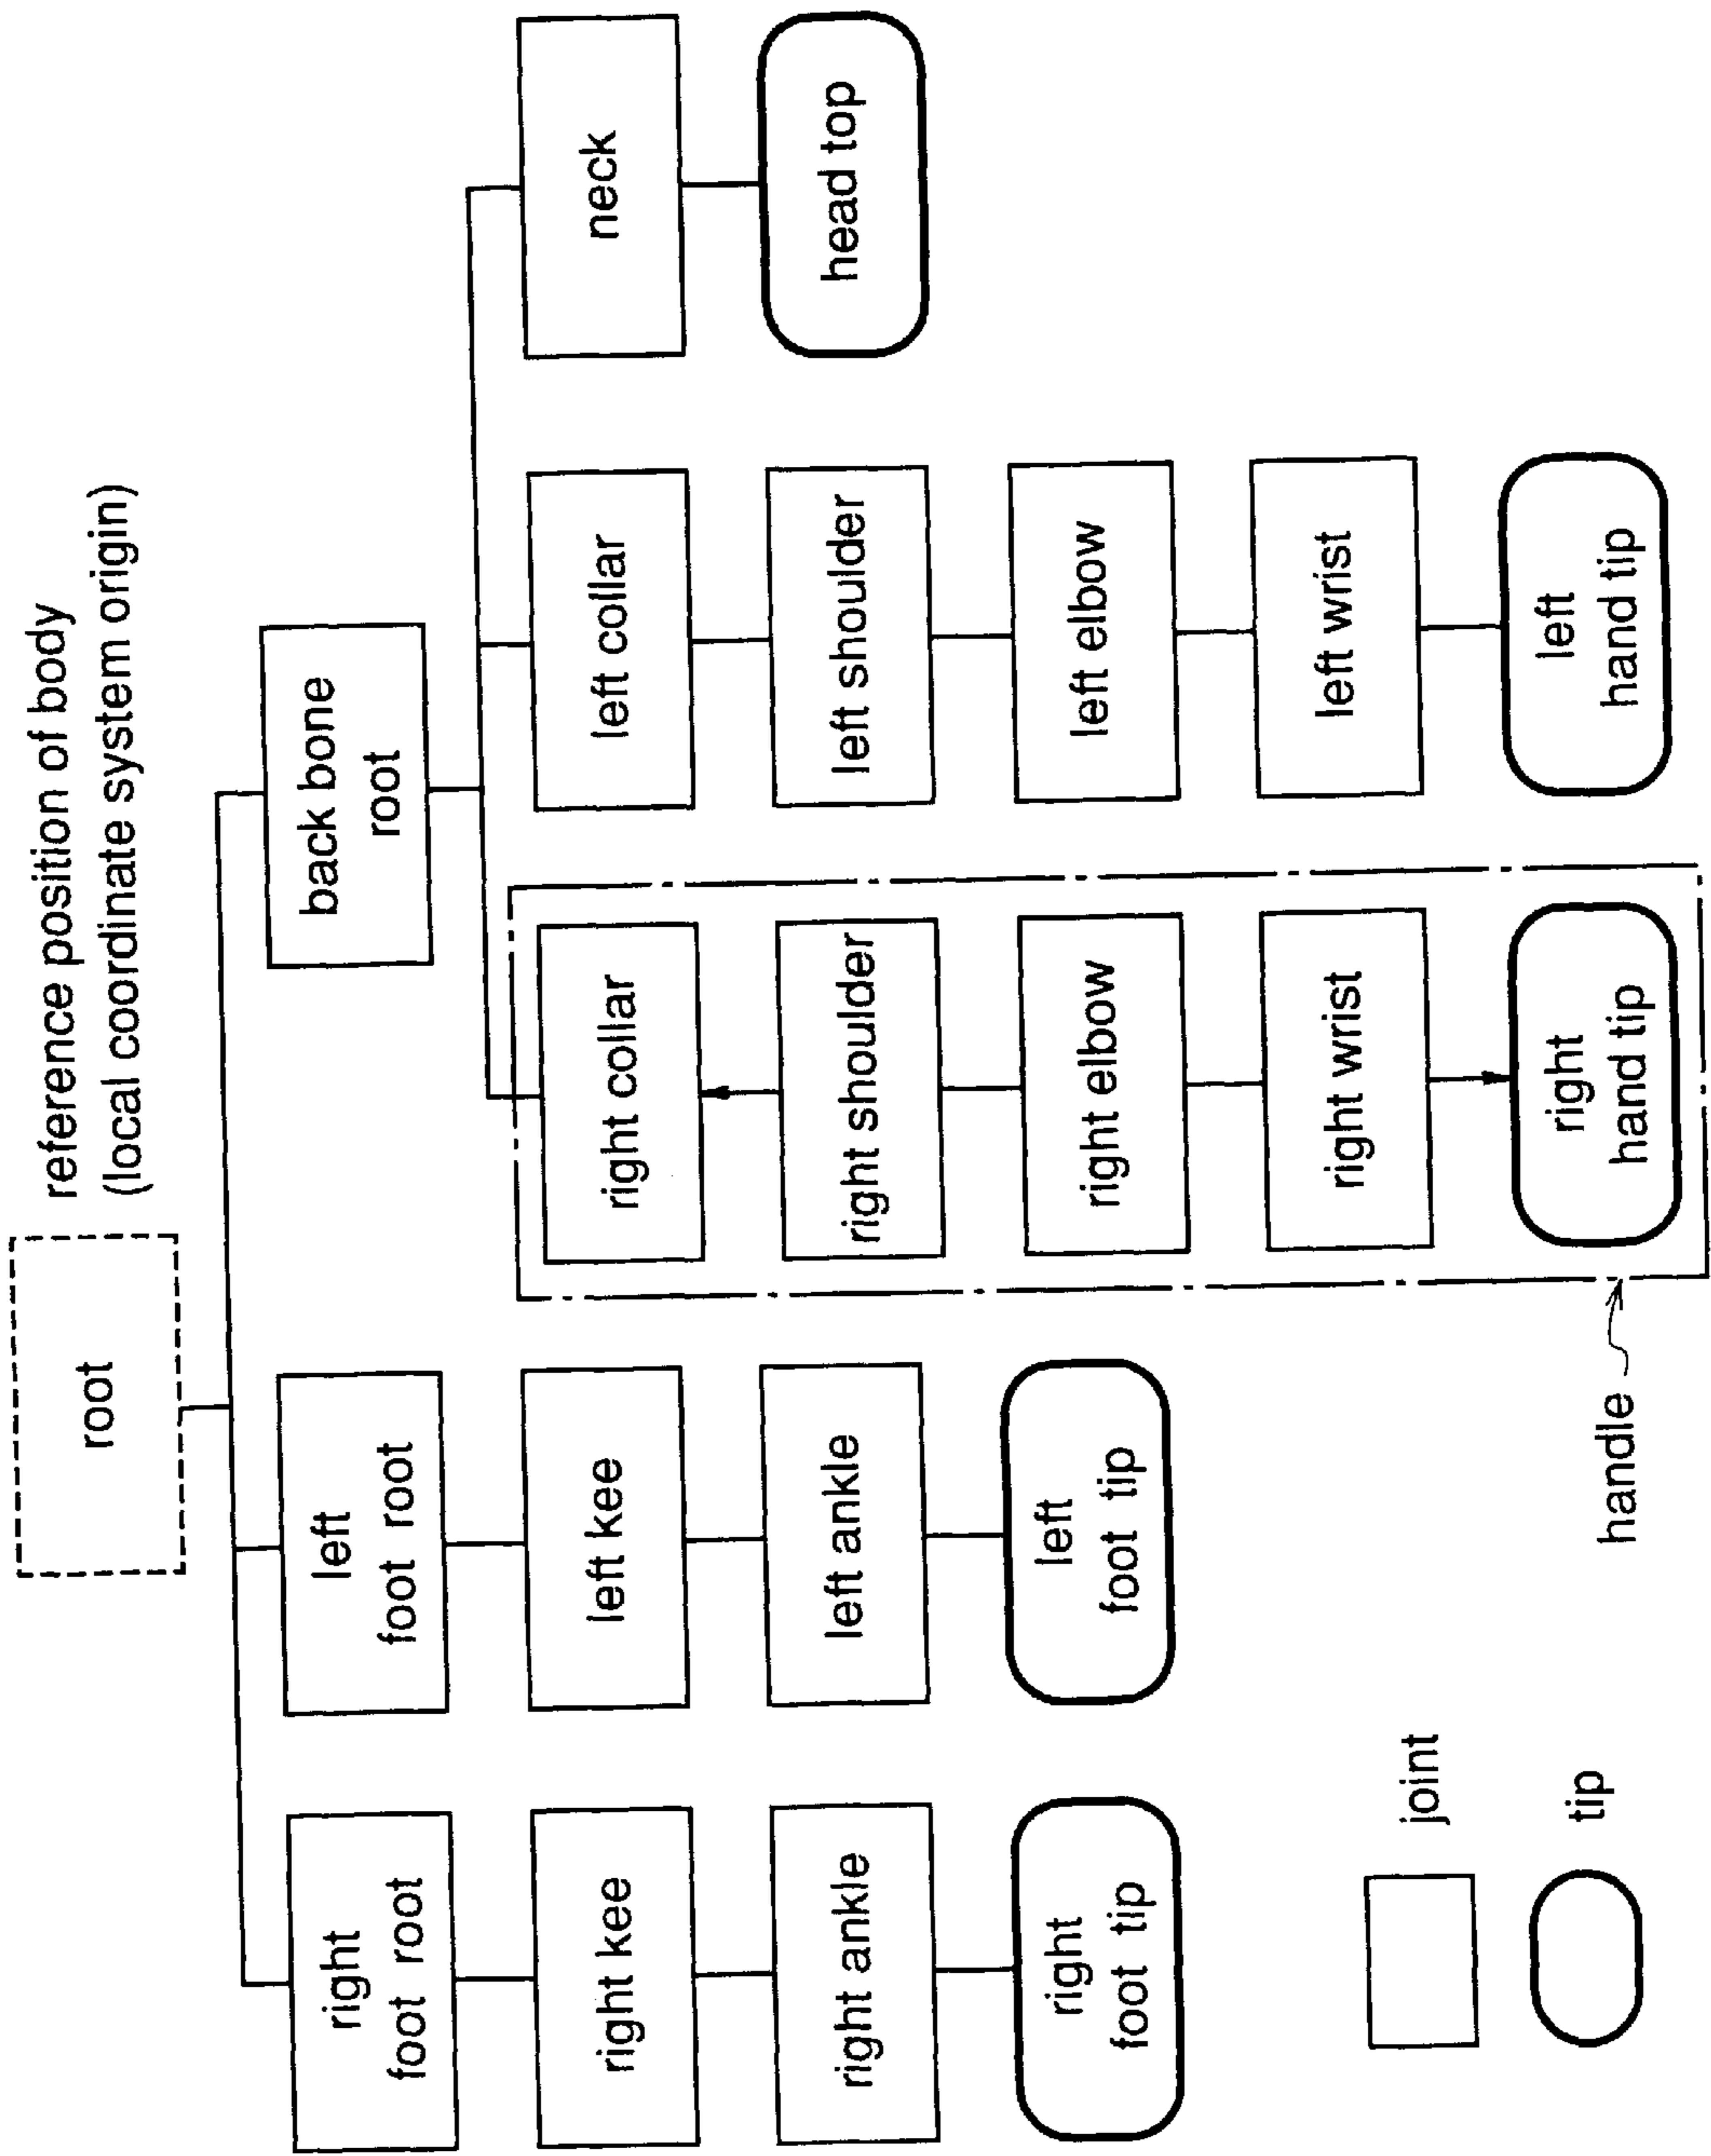 root
reference position of body
(local coordinate system origin)
right
foot root
left
foot root
back bone
root
right kee
left kee
right collar
left collar
neck
right ankle
left ankle
right shoulder
left shoulder
head top
right
foot tip
left
foot tip
right elbow
left elbow
right wrist
left wrist
right
hand tip
left
hand tip
handle
joint
tip